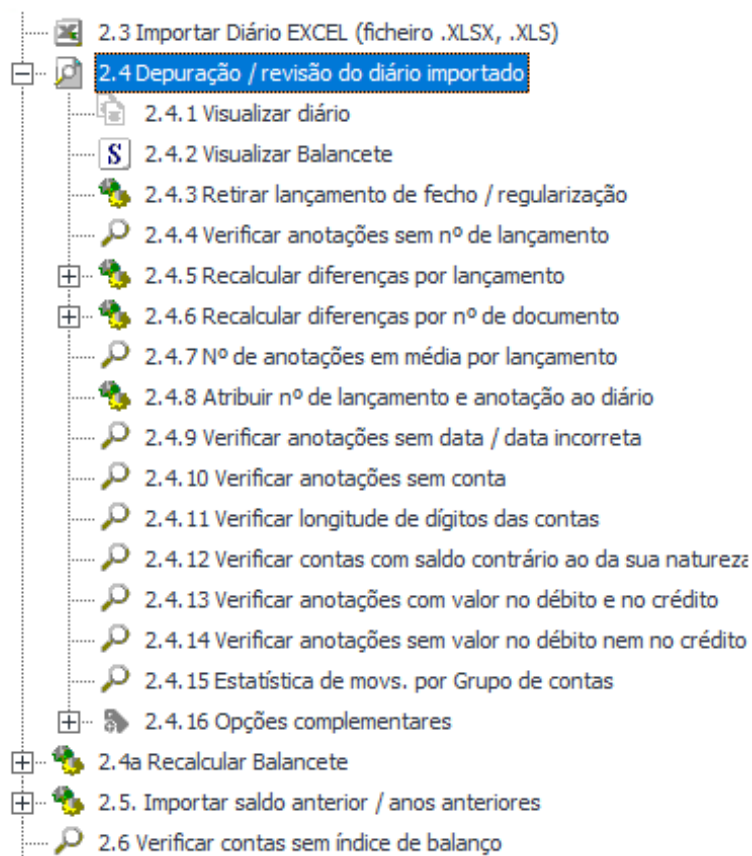 2.3 Importar Diário EXCEL (ficheiro .XLSX, .XLS)
2.4 Depuração / revisão do diário importado
2.4.1 Visualizar diário
S 2.4.2 Visualizar Balancete
2.4.3 Retirar lançamento de fecho / regularização
2.4.4 Verificar anotações sem nº de lançamento
2.4.5 Recalcular diferenças por lançamento
2.4.6 Recalcular diferenças por nº de documento
2.4.7 Nº de anotações em média por lançamento
2.4.8 Atribuir nº de lançamento e anotação ao diário
2.4.9 Verificar anotações sem data / data incorreta
2.4.10 Verificar anotações sem conta
2.4.11 Verificar longitude de dígitos das contas
2.4.12 Verificar contas com saldo contrário ao da sua natureza
2.4.13 Verificar anotações com valor no débito e no crédito
2.4.14 Verificar anotações sem valor no débito nem no crédito
2.4.15 Estatística de movs. por Grupo de contas
2.4.16 Opções complementares
2.4a Recalcular Balancete
2.5. Importar saldo anterior / anos anteriores
2.6 Verificar contas sem índice de balanço